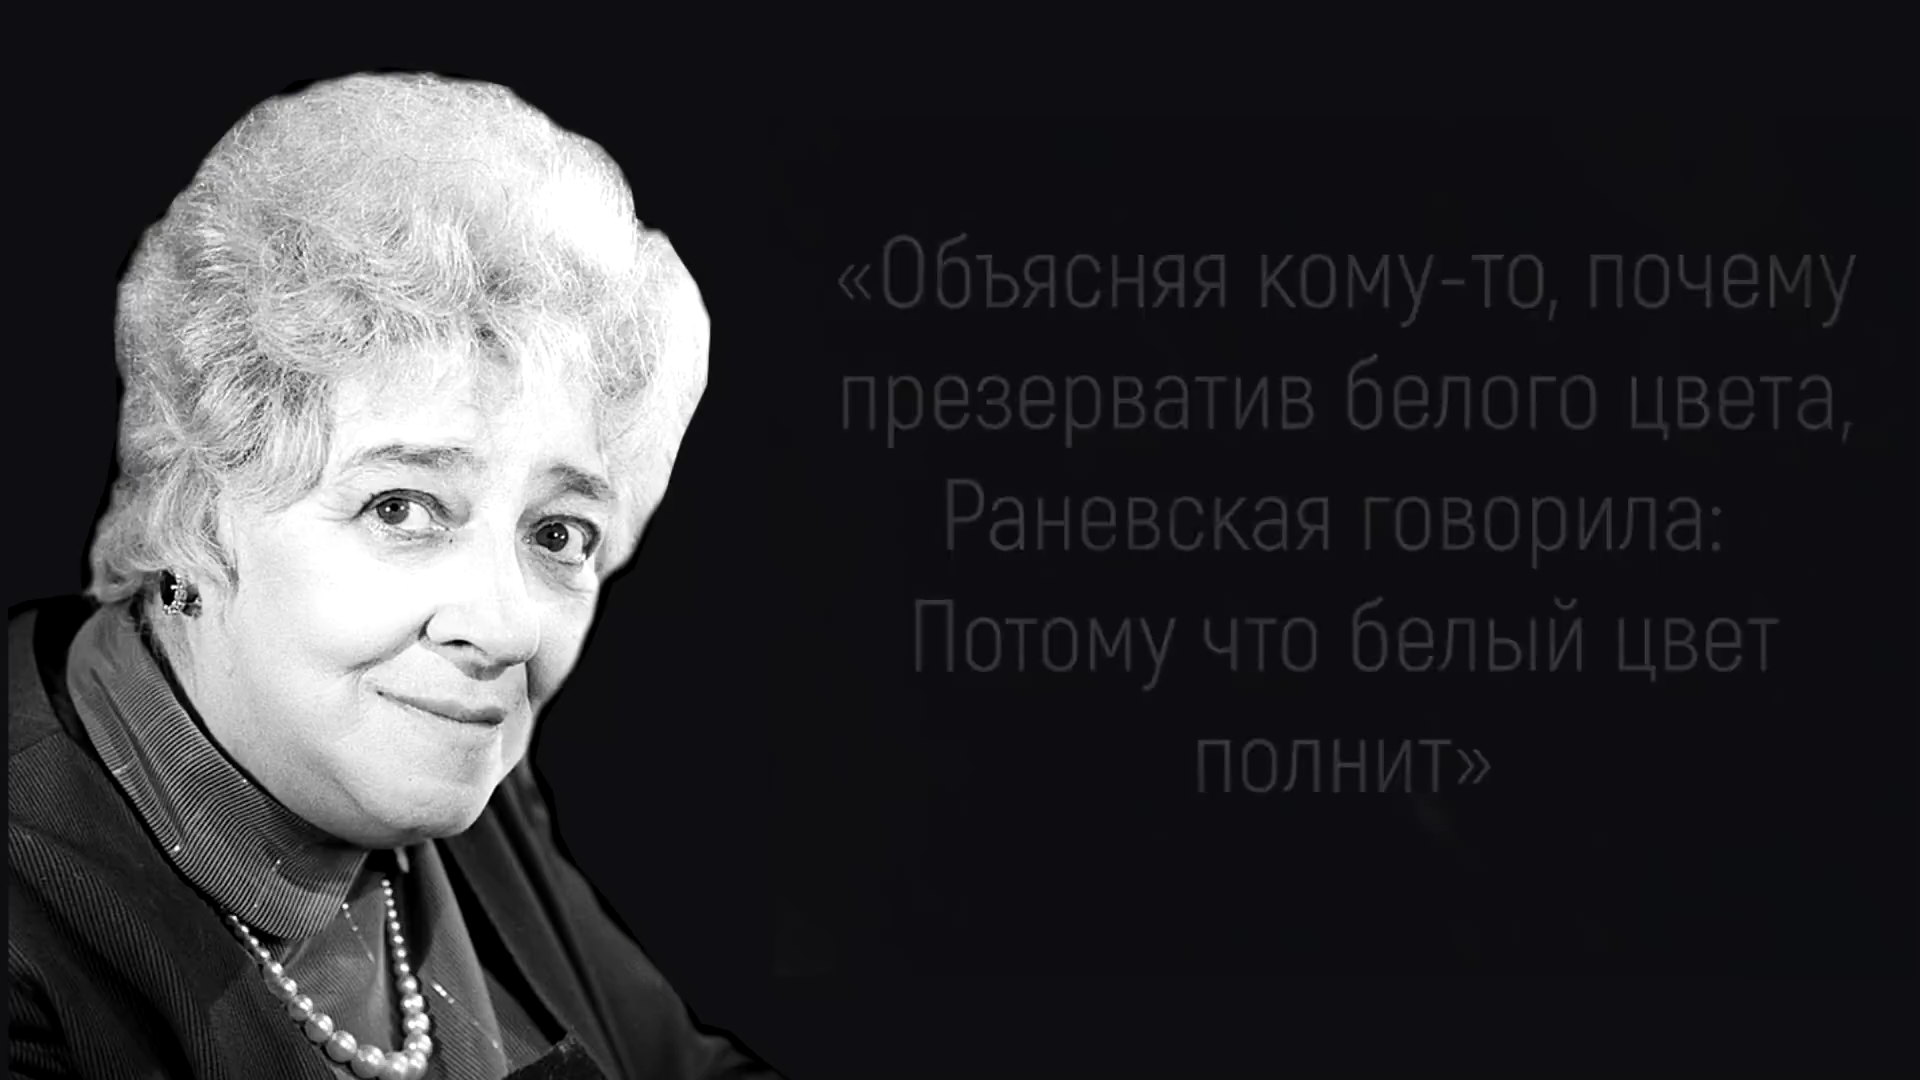 «Объясняя кому-то, почему
презерватив белого цвета,
Раневская говорила:
Потому что белый цвет
полнит»